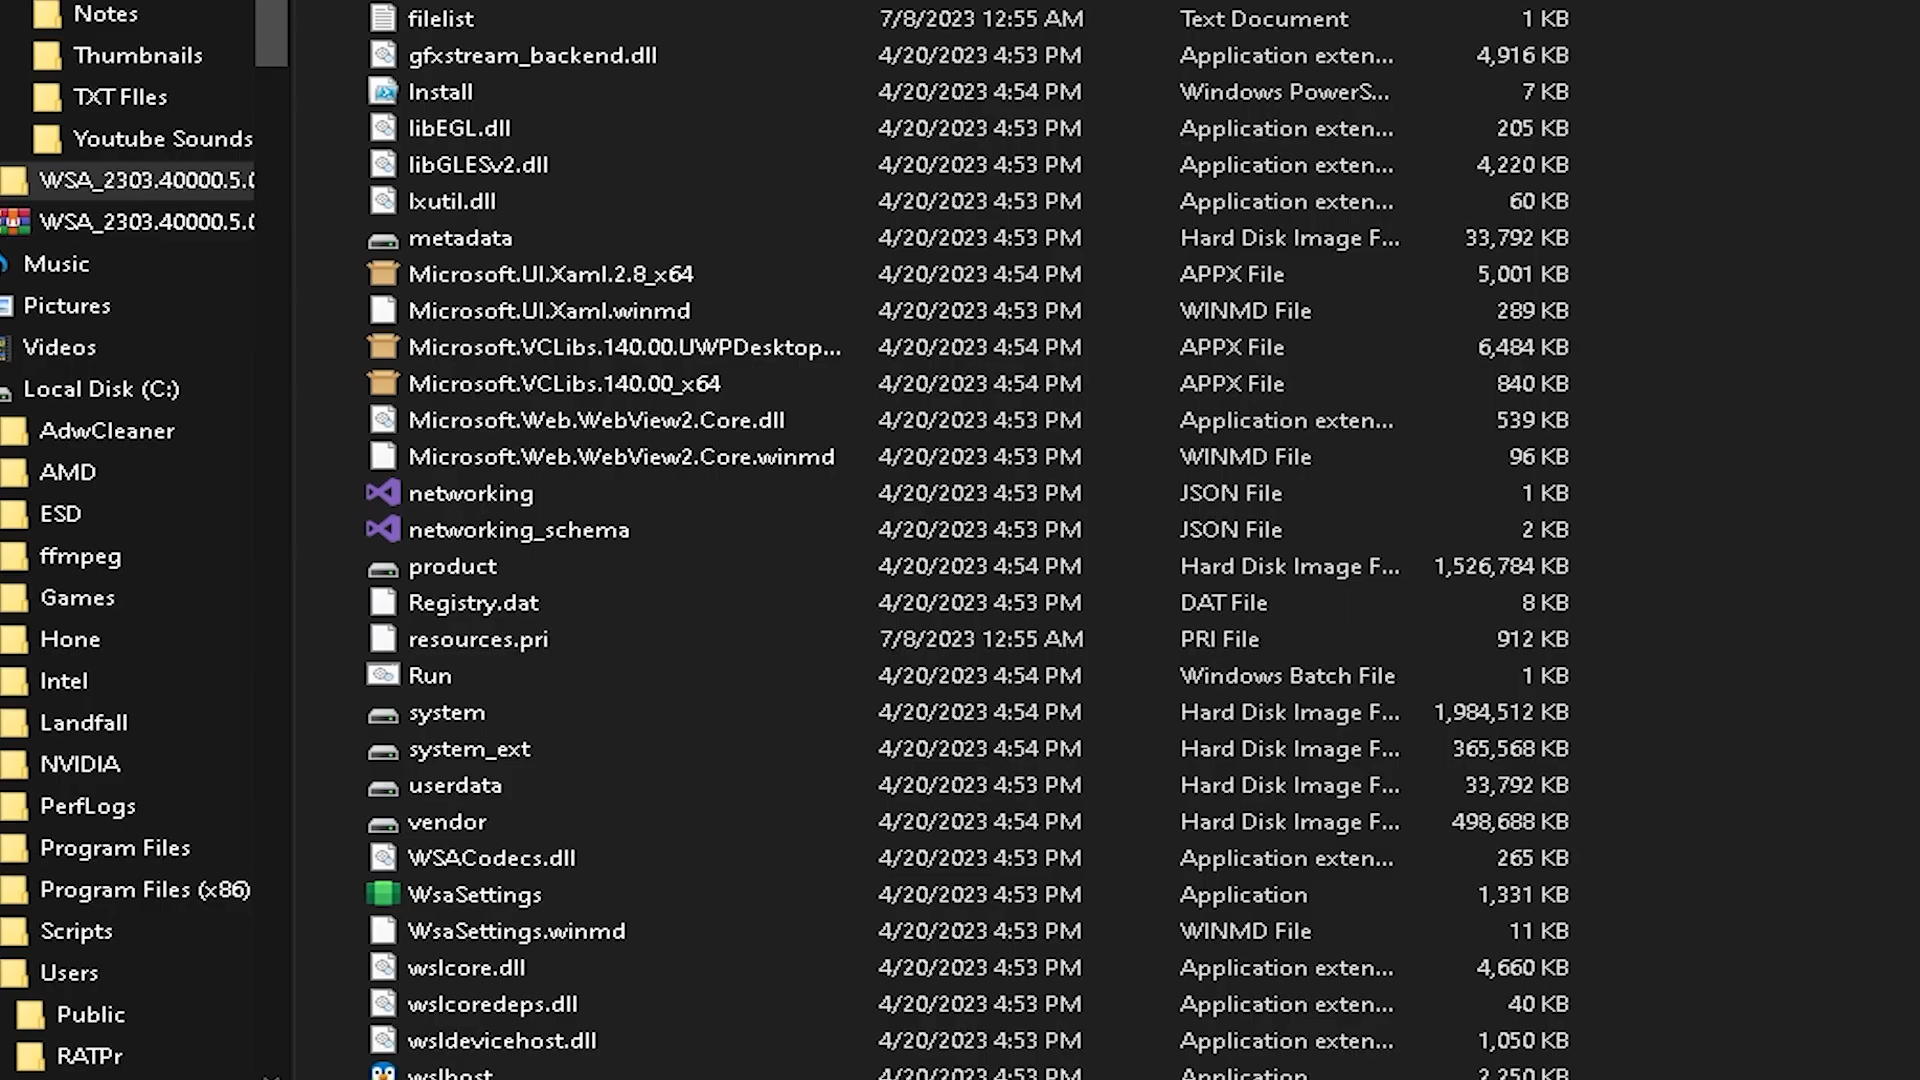 Notes
Thumbnails
TXT FIles
Youtube Sounds
WSA_2303.40000.5.0
WSA_2303.40000.5.0
Music
Pictures
Videos
Local Disk (C:)
AdwCleaner
AMD
ESD
ffmpeg
Games
Hone
Intel
Landfall
NVIDIA
PerfLogs
Program Files
Program Files (x86)
Scripts
Users
Public
RATPr
filelist 7/8/2023 12:55 AM Text Document 1 KB
gfxstream_backend.dll 4/20/2023 4:53 PM Application exten... 4,916 KB
Install 4/20/2023 4:54 PM Windows PowerS... 7 KB
libEGL.dll 4/20/2023 4:53 PM Application exten... 205 KB
libGLESv2.dll 4/20/2023 4:53 PM Application exten... 4,220 KB
lxutil.dll 4/20/2023 4:53 PM Application exten... 60 KB
metadata 4/20/2023 4:53 PM Hard Disk Image F... 33,792 KB
Microsoft.UI.Xaml.2.8_x64 4/20/2023 4:54 PM APPX File 5,001 KB
Microsoft.UI.Xaml.winmd 4/20/2023 4:53 PM WINMD File 289 KB
Microsoft.VCLibs.140.00.UWPDesktop... 4/20/2023 4:54 PM APPX File 6,484 KB
Microsoft.VCLibs.140.00_x64 4/20/2023 4:54 PM APPX File 840 KB
Microsoft.Web.WebView2.Core.dll 4/20/2023 4:53 PM Application exten... 539 KB
Microsoft.Web.WebView2.Core.winmd 4/20/2023 4:53 PM WINMD File 96 KB
networking 4/20/2023 4:53 PM JSON File 1 KB
networking_schema 4/20/2023 4:53 PM JSON File 2 KB
product 4/20/2023 4:54 PM Hard Disk Image F... 1,526,784 KB
Registry.dat 4/20/2023 4:53 PM DAT File 8 KB
resources.pri 7/8/2023 12:55 AM PRI File 912 KB
Run 4/20/2023 4:54 PM Windows Batch File 1 KB
system 4/20/2023 4:54 PM Hard Disk Image F... 1,984,512 KB
system_ext 4/20/2023 4:54 PM Hard Disk Image F... 365,568 KB
userdata 4/20/2023 4:53 PM Hard Disk Image F... 33,792 KB
vendor 4/20/2023 4:54 PM Hard Disk Image F... 498,688 KB
WSACodecs.dll 4/20/2023 4:53 PM Application exten... 265 KB
WsaSettings 4/20/2023 4:53 PM Application 1,331 KB
WsaSettings.winmd 4/20/2023 4:53 PM WINMD File 11 KB
wslcore.dll 4/20/2023 4:53 PM Application exten... 4,660 KB
wslcoredeps.dll 4/20/2023 4:53 PM Application exten... 40 KB
wsldevicehost.dll 4/20/2023 4:53 PM Application exten... 1,050 KB
wslhost 4/20/2023 4:53 PM Application 2,250 KB